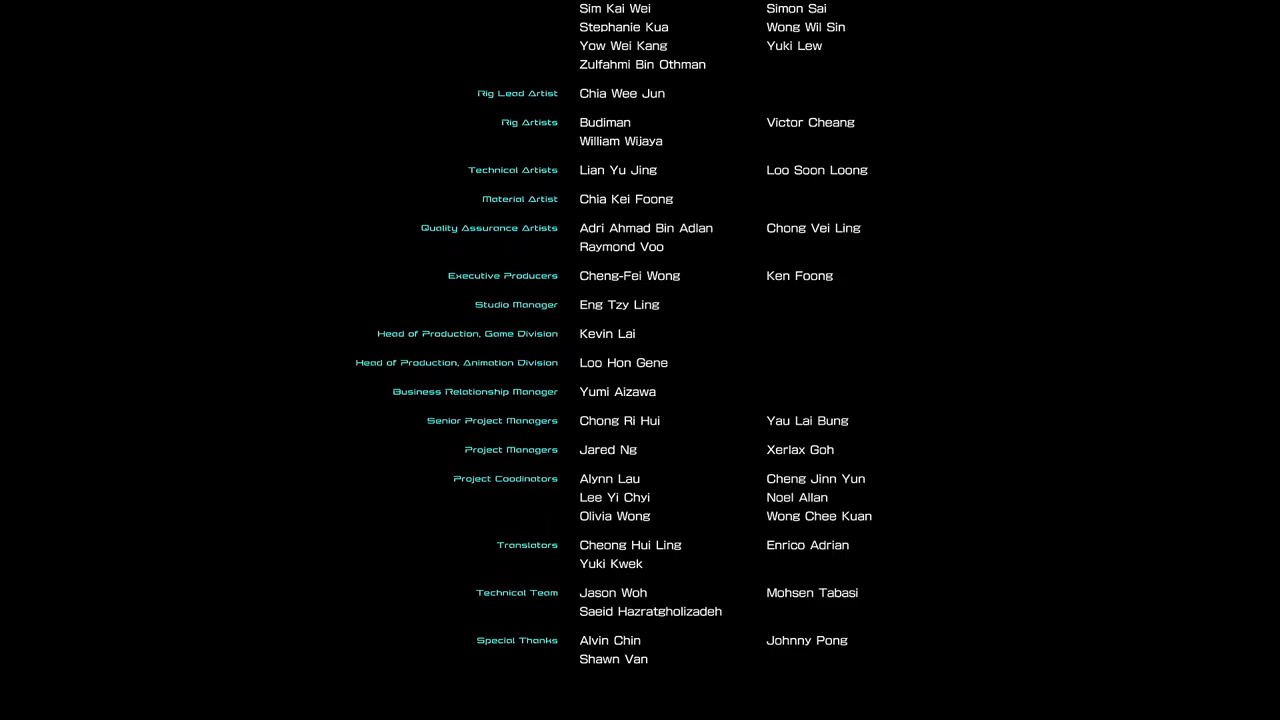 Sim Kai Wei Simon Sai
Stephanie Kua Wong Wil Sin
Yow Wei Kang Yuki Lew
Zulfahmi Bin Othman
Rig Lead Artist Chia Wee Jun
Rig Artists Budiman Victor Cheang
William Wijaya
Technical Artists Lian Yu Jing Loo Soon Loong
Material Artist Chia Kei Foong
Quality Assurance Artists Adri Ahmad Bin Adlan Chong Vei Ling
Raymond Voo
Executive Producers Cheng-Fei Wong Ken Foong
Studio Manager Eng Tzy Ling
Head of Production, Game Division Kevin Lai
Head of Production, Animation Division Loo Hon Gene
Business Relationship Manager Yumi Aizawa
Senior Project Managers Chong Ri Hui Yau Lai Bung
Project Managers Jared Ng Xerlax Goh
Project Coodinators Alynn Lau Cheng Jinn Yun
Lee Yi Chyi Noel Allan
Olivia Wong Wong Chee Kuan
Translators Cheong Hui Ling Enrico Adrian
Yuki Kwek
Technical Team Jason Woh Mohsen Tabasi
Saeid Hazratgholizadeh
Special Thanks Alvin Chin Johnny Pong
Shawn Van